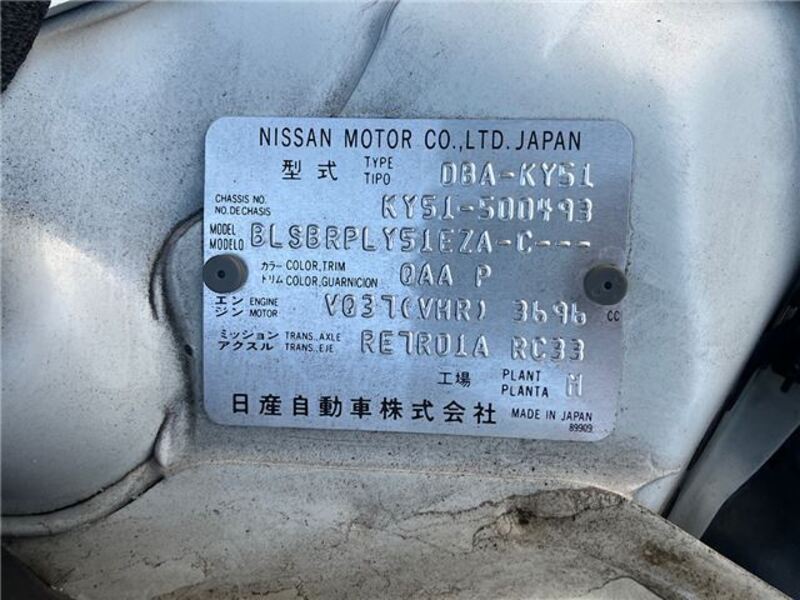 NISSAN MOTOR CO.,LTD. JAPAN
型式 TYPE TIPO DBA-KY51
CHASSIS NO. NO. DE CHASIS KY51-500493
MODEL MODELO BLSBRPLY51EZA-C---
カラー トリム COLOR, TRIM COLOR, GUARNICION QAA P
エンジン ENGINE MOTOR VQ37(VHR) 3696 CC
ミッション アクスル TRANS., AXLE TRANS., EJE RE7R01A RC33
工場 PLANT PLANTA M
日産自動車株式会社 MADE IN JAPAN
89909